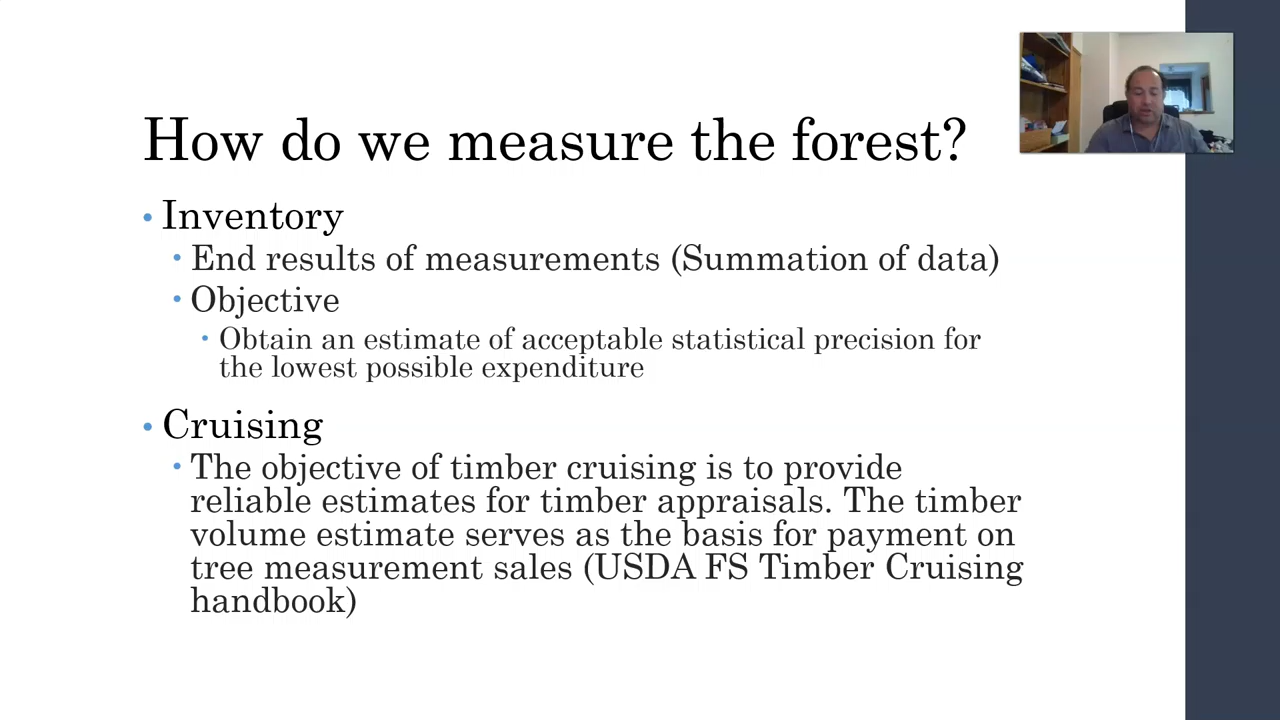 How do we measure the forest?
• Inventory
• End results of measurements (Summation of data)
• Objective
• Obtain an estimate of acceptable statistical precision for
the lowest possible expenditure
• Cruising
• The objective of timber cruising is to provide
reliable estimates for timber appraisals. The timber
volume estimate serves as the basis for payment on
tree measurement sales (USDA FS Timber Cruising
handbook)